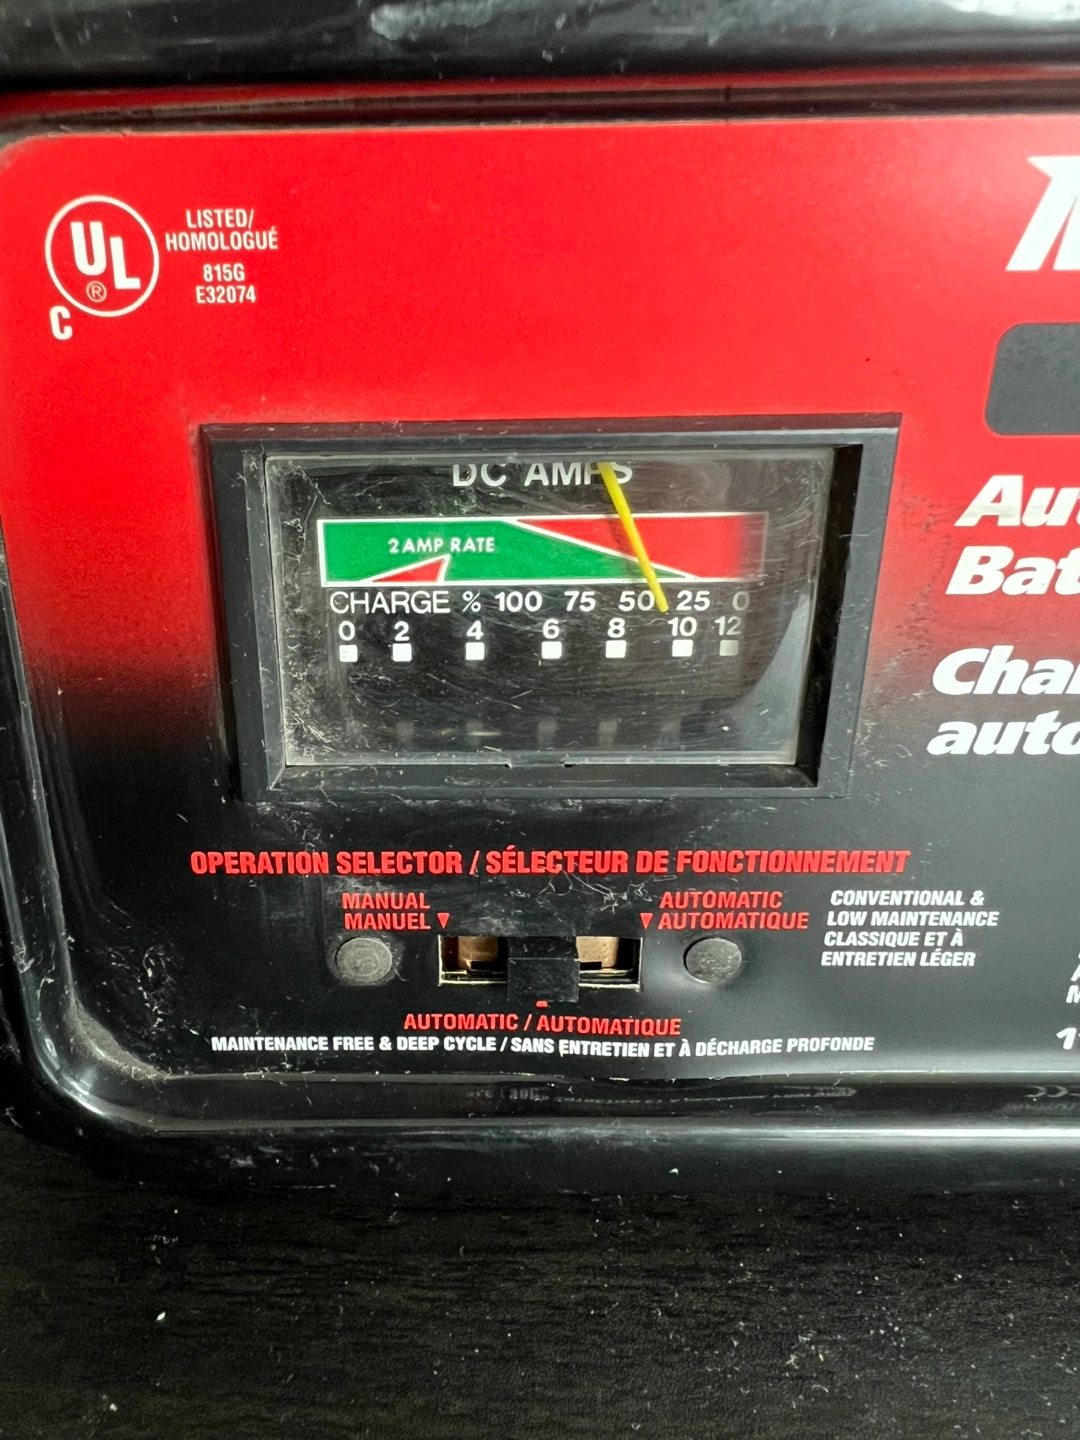 UL
®
C
LISTED/
HOMOLOGUÉ
815G
E32074
DC AMPS
2 AMP RATE
CHARGE % 100 75 50 25 0
0 2 4 6 8 10 12
OPERATION SELECTOR / SÉLECTEUR DE FONCTIONNEMENT
MANUAL
MANUEL
AUTOMATIC
AUTOMATIQUE
CONVENTIONAL &
LOW MAINTENANCE
CLASSIQUE ET À
ENTRETIEN LÉGER
AUTOMATIC / AUTOMATIQUE
MAINTENANCE FREE & DEEP CYCLE / SANS ENTRETIEN ET À DÉCHARGE PROFONDE